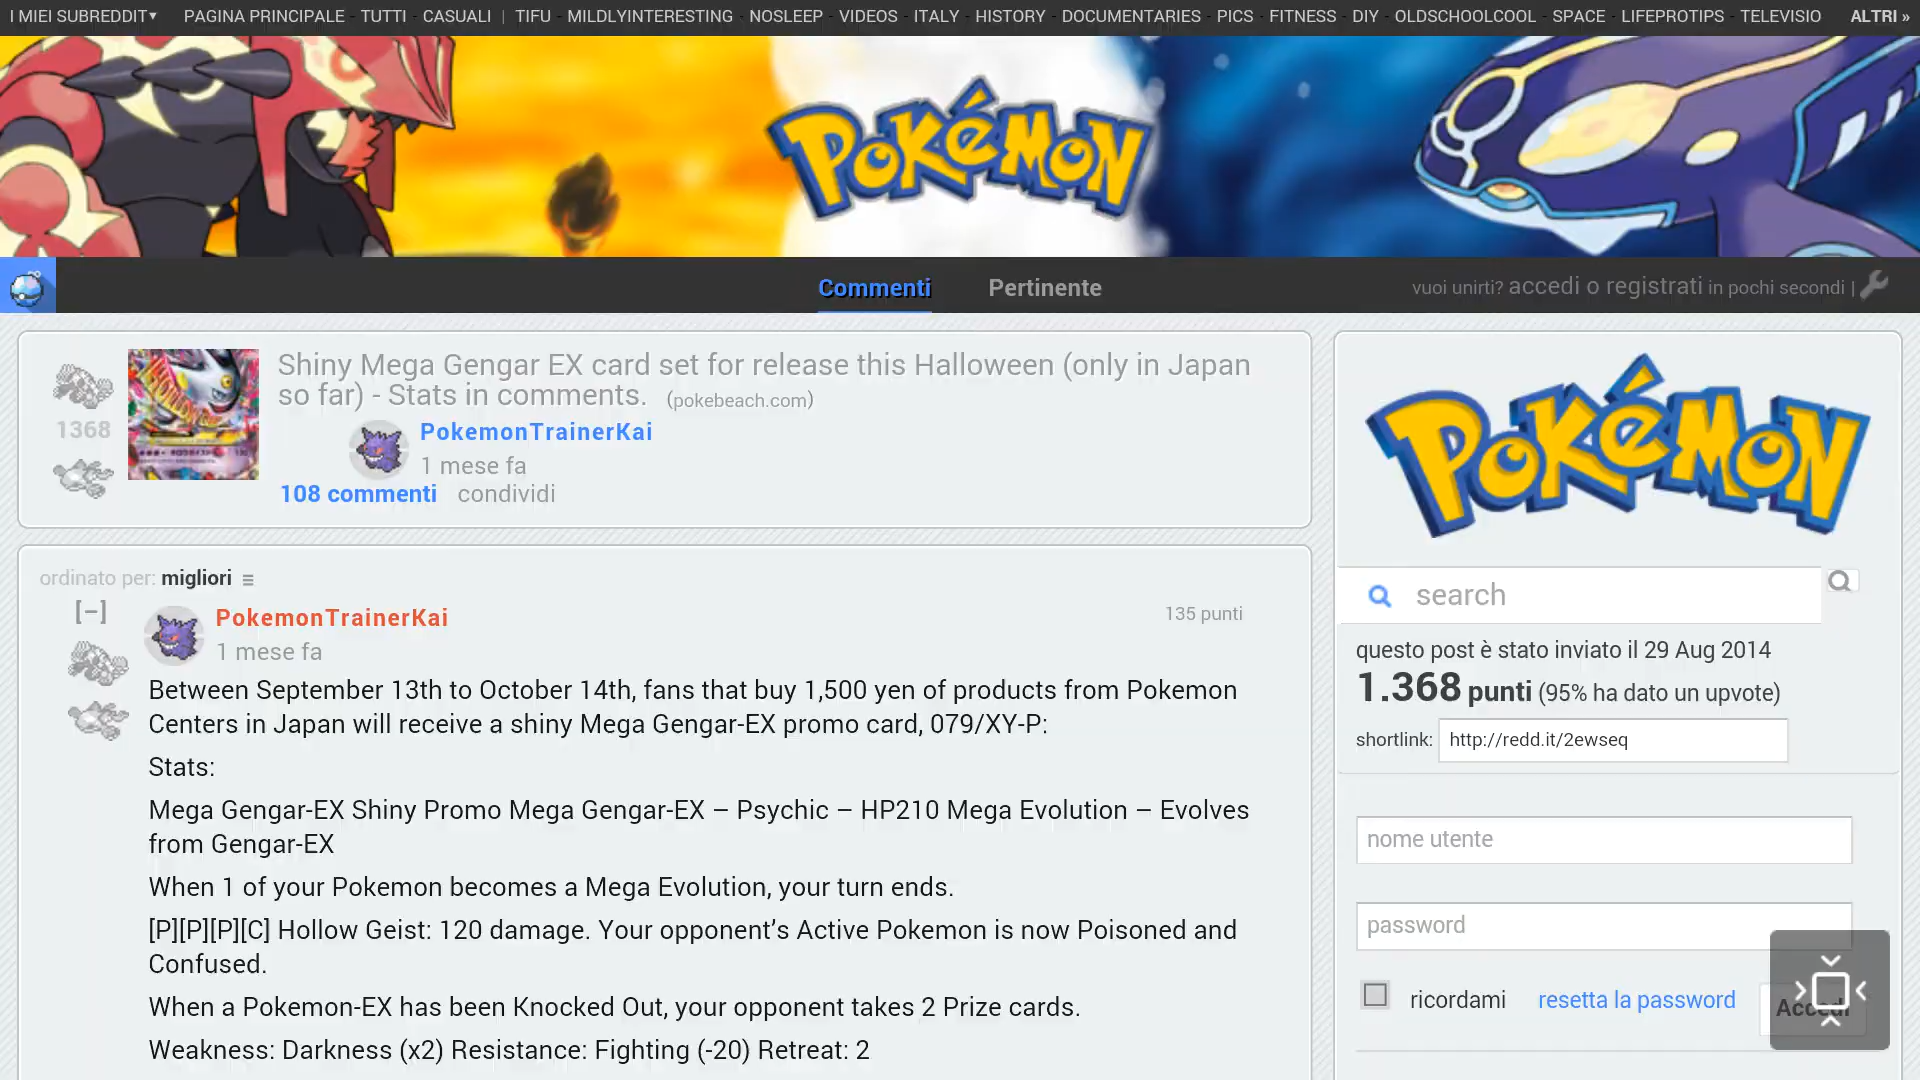 I MIEI SUBREDDIT▾ PAGINA PRINCIPALE - TUTTI - CASUALI | TIFU - MILDLYINTERESTING - NOSLEEP - VIDEOS - ITALY - HISTORY - DOCUMENTARIES - PICS - FITNESS - DIY - OLDSCHOOLCOOL - SPACE - LIFEPROTIPS - TELEVISIO ALTRI »
POKéMON
Commenti Pertinente vuoi unirti? accedi o registrati in pochi secondi |
Shiny Mega Gengar EX card set for release this Halloween (only in Japan
so far) - Stats in comments. (pokebeach.com)
1368
PokemonTrainerKai
1 mese fa
108 commenti condividi
ordinato per: migliori
[–]
PokemonTrainerKai 135 punti
1 mese fa
Between September 13th to October 14th, fans that buy 1,500 yen of products from Pokemon
Centers in Japan will receive a shiny Mega Gengar-EX promo card, 079/XY-P:
Stats:
Mega Gengar-EX Shiny Promo Mega Gengar-EX – Psychic – HP210 Mega Evolution – Evolves
from Gengar-EX
When 1 of your Pokemon becomes a Mega Evolution, your turn ends.
[P][P][P][C] Hollow Geist: 120 damage. Your opponent’s Active Pokemon is now Poisoned and
Confused.
When a Pokemon-EX has been Knocked Out, your opponent takes 2 Prize cards.
Weakness: Darkness (x2) Resistance: Fighting (-20) Retreat: 2
POKéMON
search
questo post è stato inviato il 29 Aug 2014
1.368 punti (95% ha dato un upvote)
shortlink: http://redd.it/2ewseq
nome utente
password
ricordami resetta la password Accedi